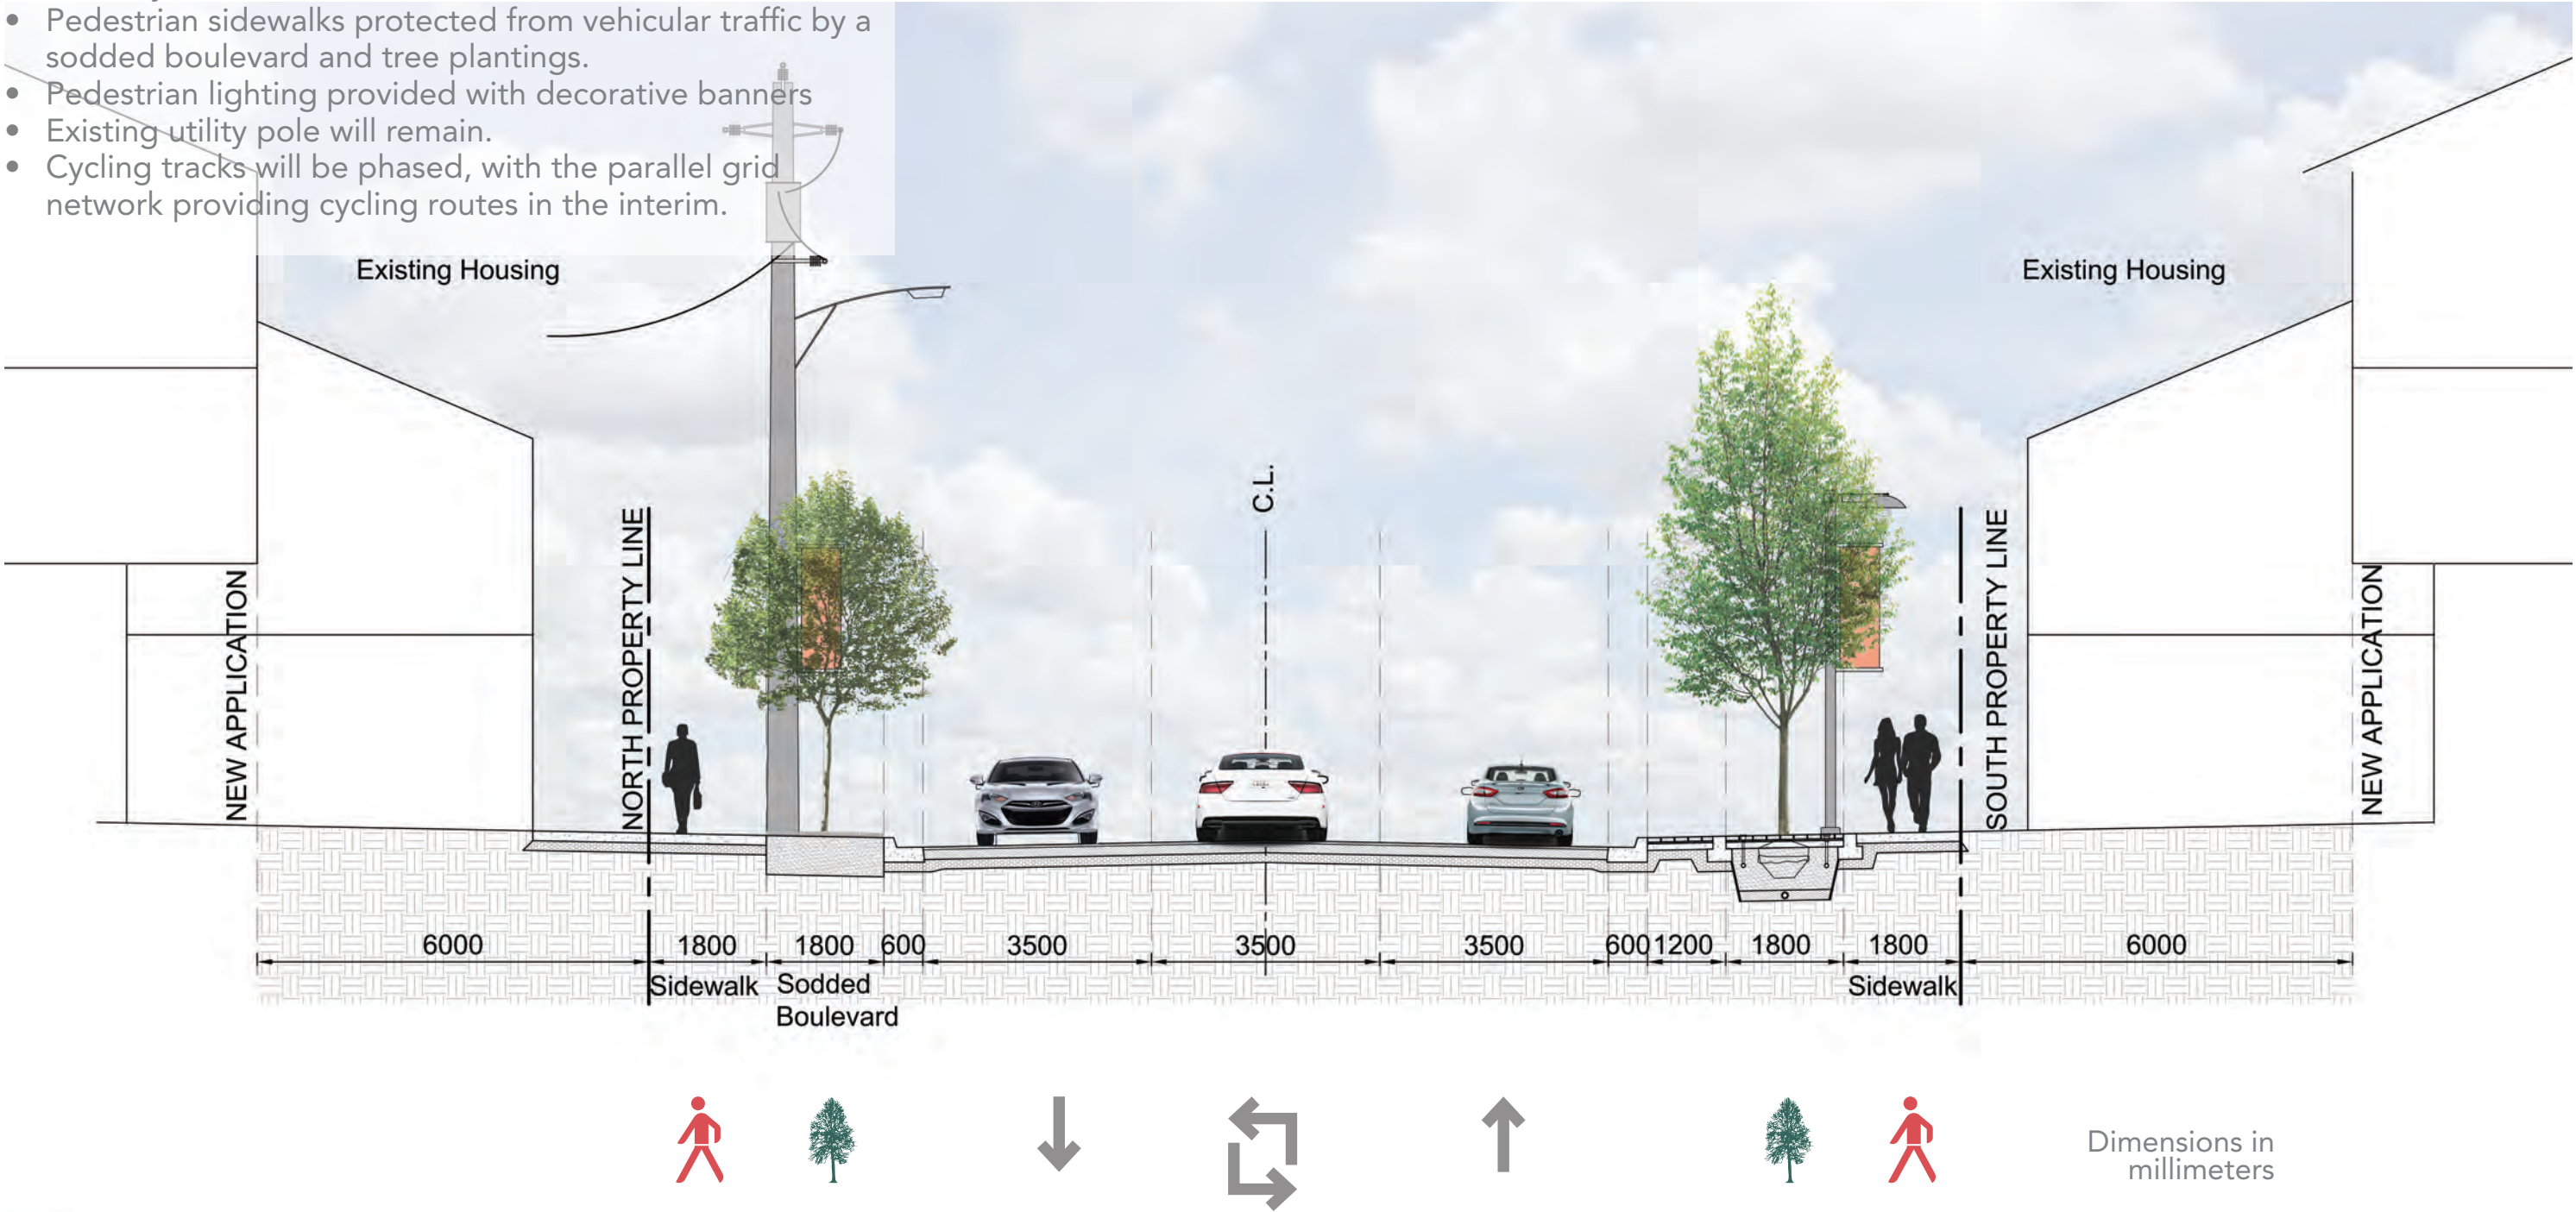 • Pedestrian sidewalks protected from vehicular traffic by a
sodded boulevard and tree plantings.
• Pedestrian lighting provided with decorative banners
• Existing utility pole will remain.
• Cycling tracks will be phased, with the parallel grid
network providing cycling routes in the interim.
Existing Housing
Existing Housing
NEW APPLICATION
NORTH PROPERTY LINE
C.L.
SOUTH PROPERTY LINE
NEW APPLICATION
6000
1800
1800
600
3500
3500
3500
600
1200
1800
1800
6000
Sidewalk
Sodded
Boulevard
Sidewalk
Dimensions in
millimeters